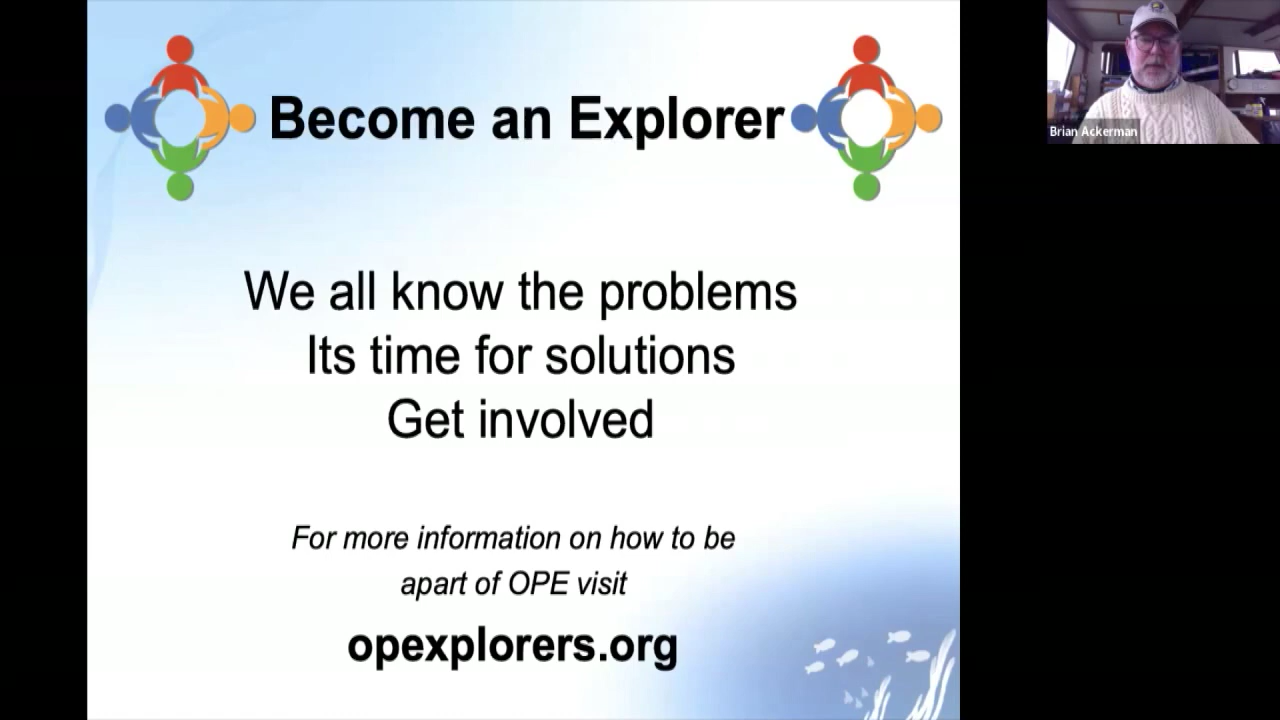 Become an Explorer
We all know the problems
Its time for solutions
Get involved
For more information on how to be
apart of OPE visit
opexplorers.org
Brian Ackerman